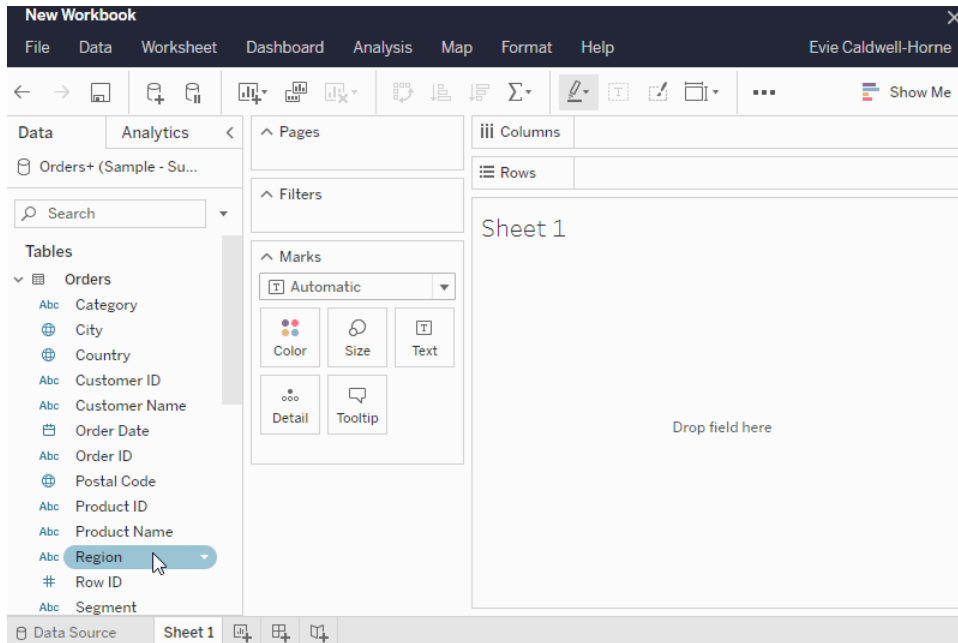 New Workbook
File Data Worksheet Dashboard Analysis Map Format Help Evie Caldwell-Horne
Show Me
Data Analytics
Orders+ (Sample - Su...
Search
Tables
Orders
Abc Category
City
Country
Abc Customer ID
Abc Customer Name
Order Date
Abc Order ID
Postal Code
Abc Product ID
Abc Product Name
Abc Region
# Row ID
Abc Segment
Pages
Filters
Marks
T Automatic
Color Size Text
Detail Tooltip
Columns
Rows
Sheet 1
Drop field here
Data Source Sheet 1